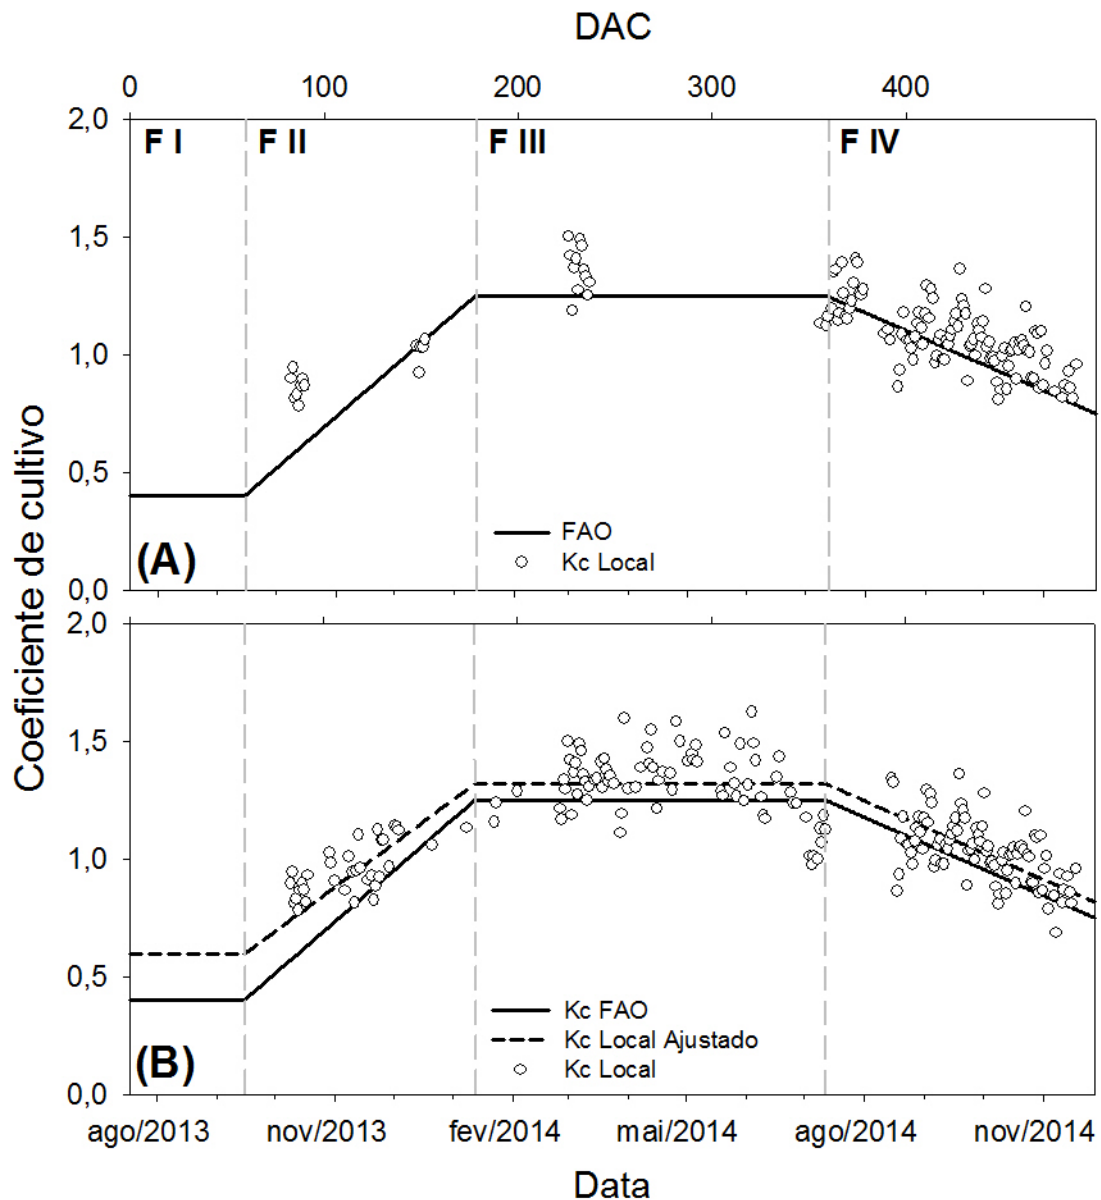 DAC
0 100 200 300 400
2,0
F I F II F III F IV
1,5
1,0
0,5
FAO
(A) Kc Local
0,0
Coeficiente de cultivo
2,0
1,5
1,0
0,5
Kc FAO
Kc Local Ajustado
(B) Kc Local
0,0
ago/2013 nov/2013 fev/2014 mai/2014 ago/2014 nov/2014
Data